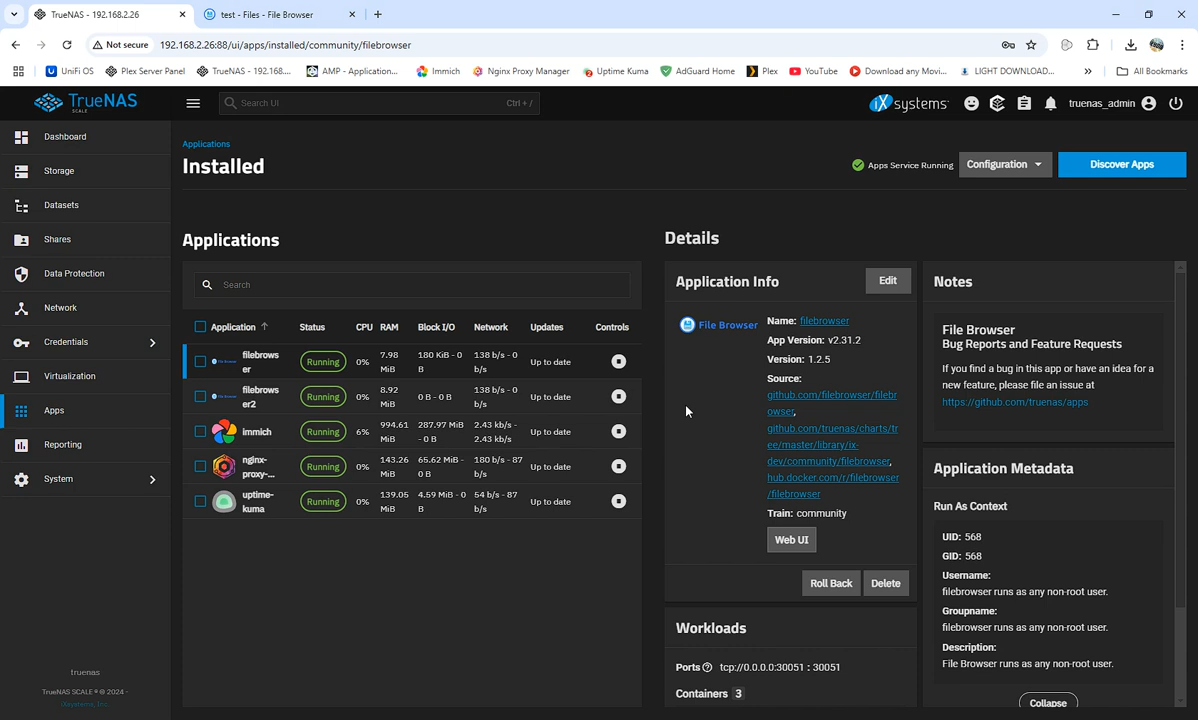 TrueNAS - 192.168.2.26
test - Files - File Browser
Not secure
192.168.2.26:88/ui/apps/installed/community/filebrowser
UniFi OS
Plex Server Panel
TrueNAS - 192.168....
AMP - Application...
Immich
Nginx Proxy Manager
Uptime Kuma
AdGuard Home
Plex
YouTube
Download any Movi...
LIGHT DOWNLOAD...
»
All Bookmarks
TrueNAS
SCALE
Search UI
Ctrl + /
iXsystems
truenas_admin
Dashboard
Storage
Datasets
Shares
Data Protection
Network
Credentials
Virtualization
Apps
Reporting
System
truenas
TrueNAS SCALE ® © 2024 -
iXsystems, Inc.
Applications
Installed
Apps Service Running
Configuration
Discover Apps
Applications
Search
Application
Status
CPU
RAM
Block I/O
Network
Updates
Controls
filebrows
er
Running
0%
7.98
MiB
180 KiB - 0
B
138 b/s - 0
b/s
Up to date
filebrows
er2
Running
0%
8.92
MiB
0 B - 0 B
138 b/s - 0
b/s
Up to date
immich
Running
6%
994.61
MiB
287.97 MiB
- 0 B
2.43 kb/s -
2.43 kb/s
Up to date
nginx-
proxy-...
Running
0%
143.26
MiB
65.62 MiB -
0 B
180 b/s - 87
b/s
Up to date
uptime-
kuma
Running
0%
139.05
MiB
4.59 MiB - 0
B
54 b/s - 87
b/s
Up to date
Details
Application Info
Edit
File Browser
Name: filebrowser
App Version: v2.31.2
Version: 1.2.5
Source:
github.com/filebrowser/filebr
owser,
github.com/truenas/charts/tr
ee/master/library/ix-
dev/community/filebrowser,
hub.docker.com/r/filebrowser
/filebrowser
Train: community
Web UI
Roll Back
Delete
Workloads
Ports
tcp://0.0.0.0:30051 : 30051
Containers 3
Notes
File Browser
Bug Reports and Feature Requests
If you find a bug in this app or have an idea for a
new feature, please file an issue at
https://github.com/truenas/apps
Application Metadata
Run As Context
UID: 568
GID: 568
Username:
filebrowser runs as any non-root user.
Groupname:
filebrowser runs as any non-root user.
Description:
File Browser runs as any non-root user.
Collapse